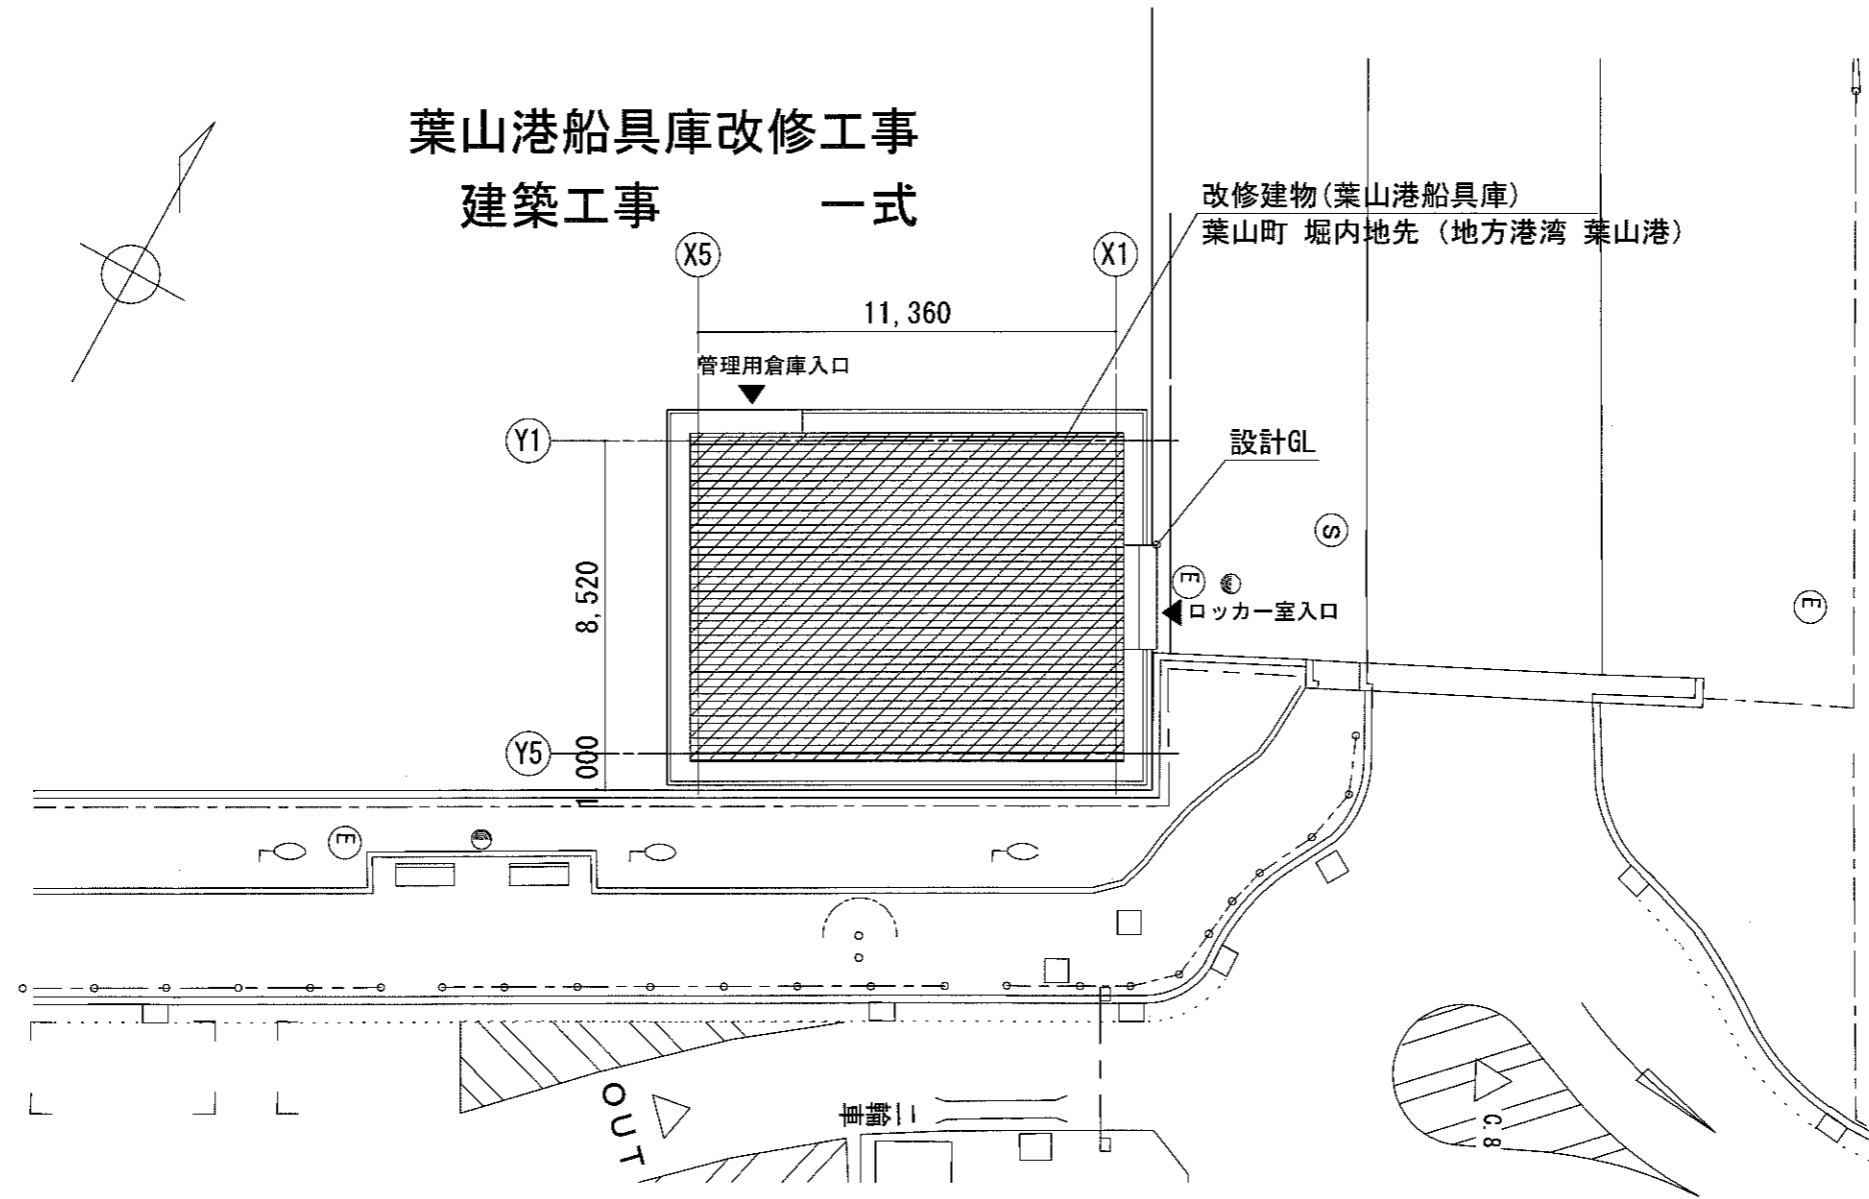 葉山港船具庫改修工事
建築工事 一式
改修建物(葉山港船具庫)
葉山町 堀内地先 (地方港湾 葉山港)
X5
X1
11,360
管理用倉庫入口
Y1
設計GL
S
8,520
E
E
ロッカー室入口
Y5
1,000
E
OUT
二輪車
C.8